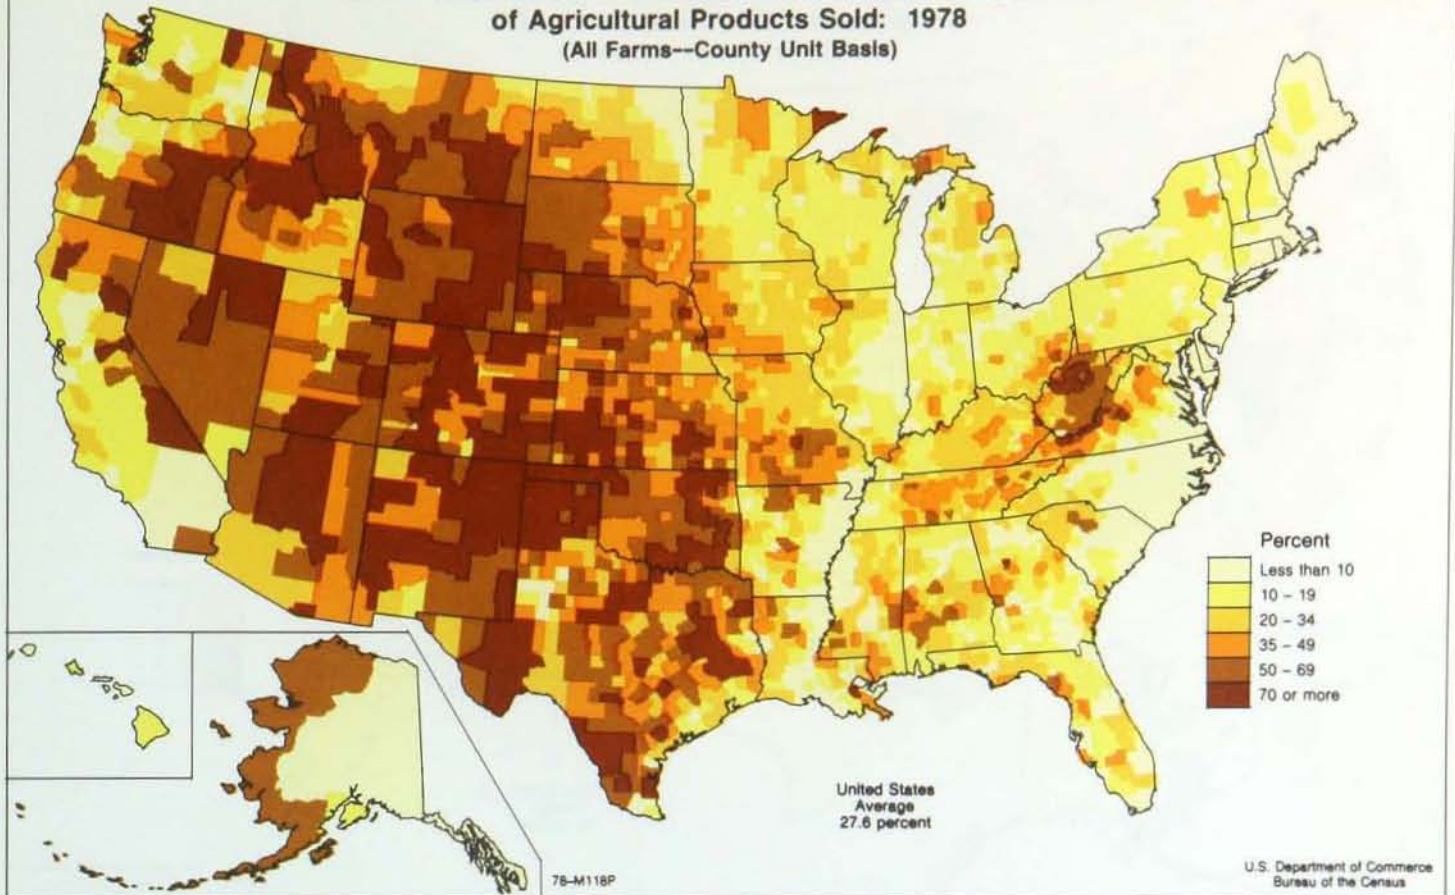 of Agricultural Products Sold: 1978
(All Farms--County Unit Basis)
Percent
Less than 10
10 - 19
20 - 34
35 - 49
50 - 69
70 or more
United States
Average
27.6 percent
78-M118P
U.S. Department of Commerce
Bureau of the Census